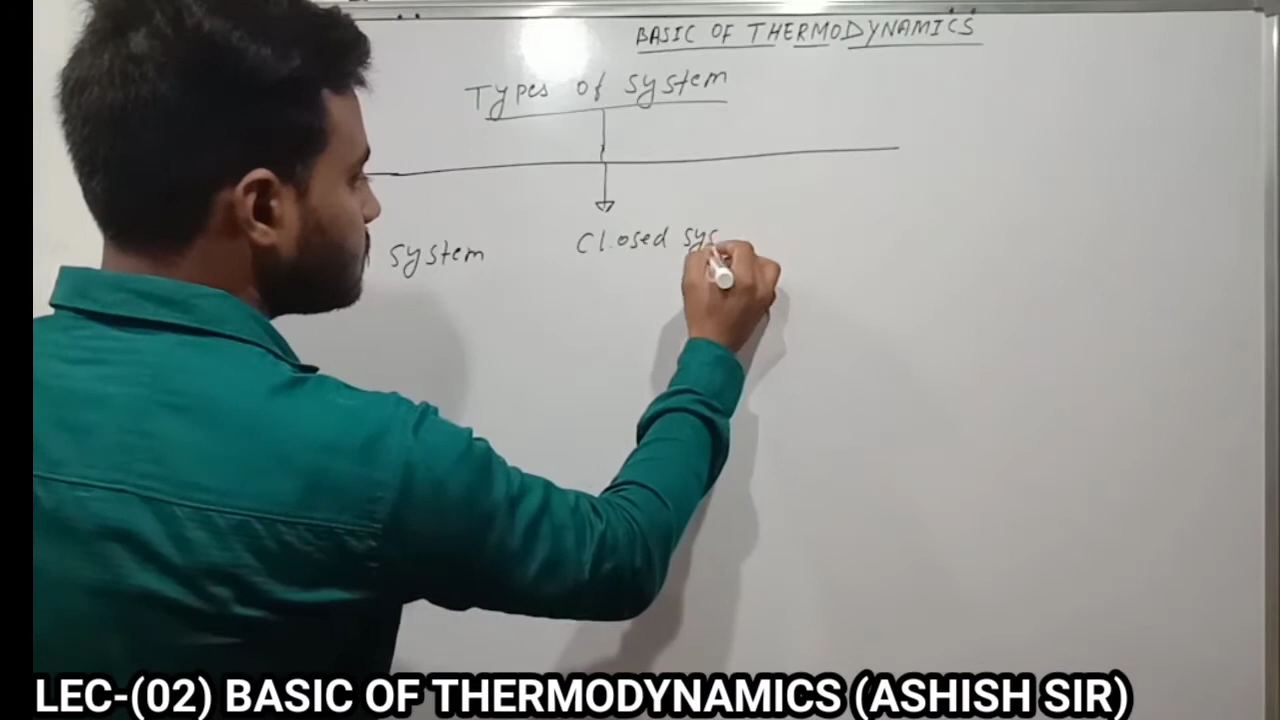 BASIC OF THERMODYNAMICS
Types of system
system
Closed sys
LEC-(02) BASIC OF THERMODYNAMICS (ASHISH SIR)